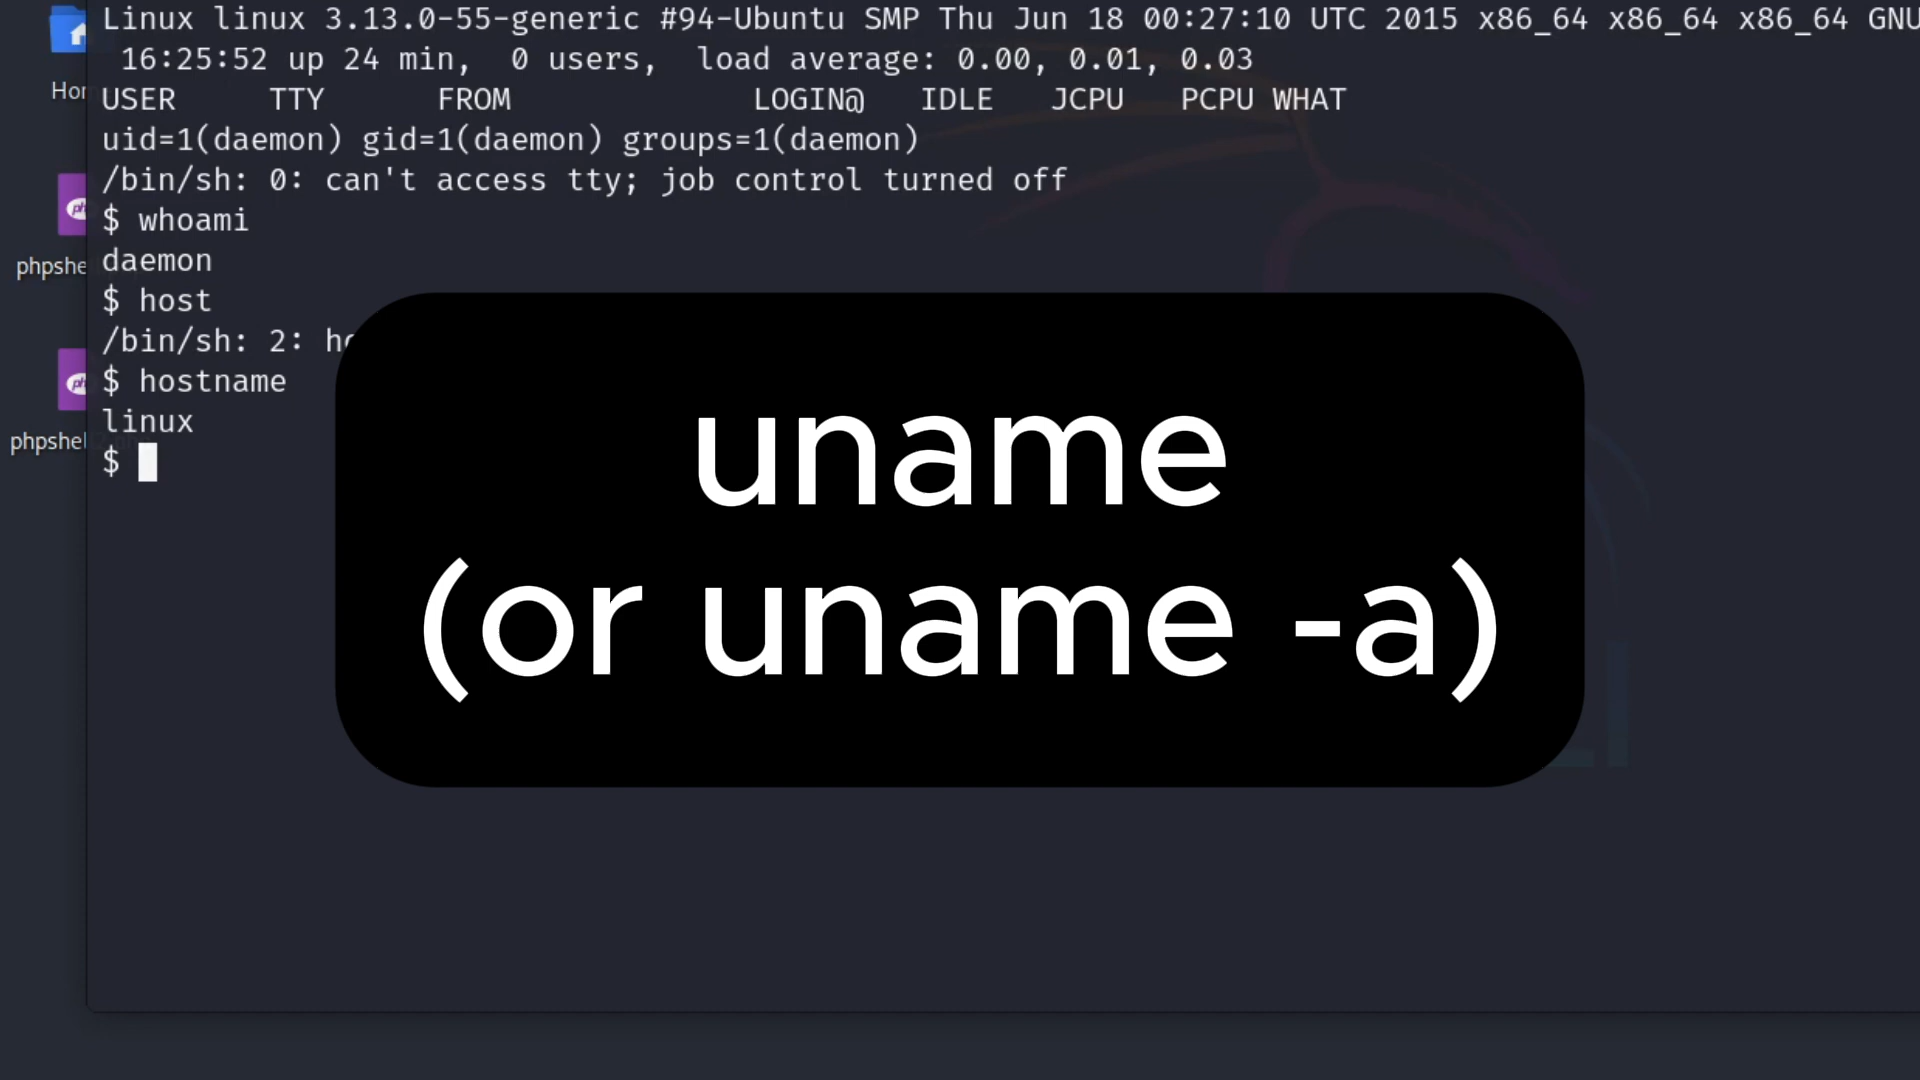 Linux linux 3.13.0-55-generic #94-Ubuntu SMP Thu Jun 18 00:27:10 UTC 2015 x86_64 x86_64 x86_64 GNU
16:25:52 up 24 min, 0 users, load average: 0.00, 0.01, 0.03
USER TTY FROM LOGIN@ IDLE JCPU PCPU WHAT
uid=1(daemon) gid=1(daemon) groups=1(daemon)
/bin/sh: 0: can't access tty; job control turned off
$ whoami
daemon
$ host
/bin/sh: 2:
$ hostname
linux
$
uname
(or uname -a)